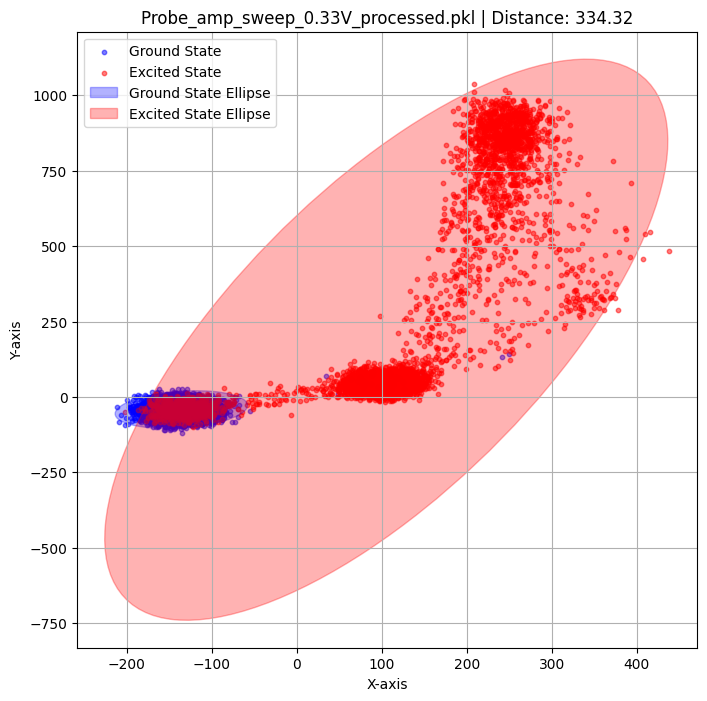 Probe_amp_sweep_0.33V_processed.pkl | Distance: 334.32
Ground State
Excited State
Ground State Ellipse
Excited State Ellipse
1000
750
500
250
0
−250
−500
−750
Y-axis
−200 −100 0 100 200 300 400
X-axis